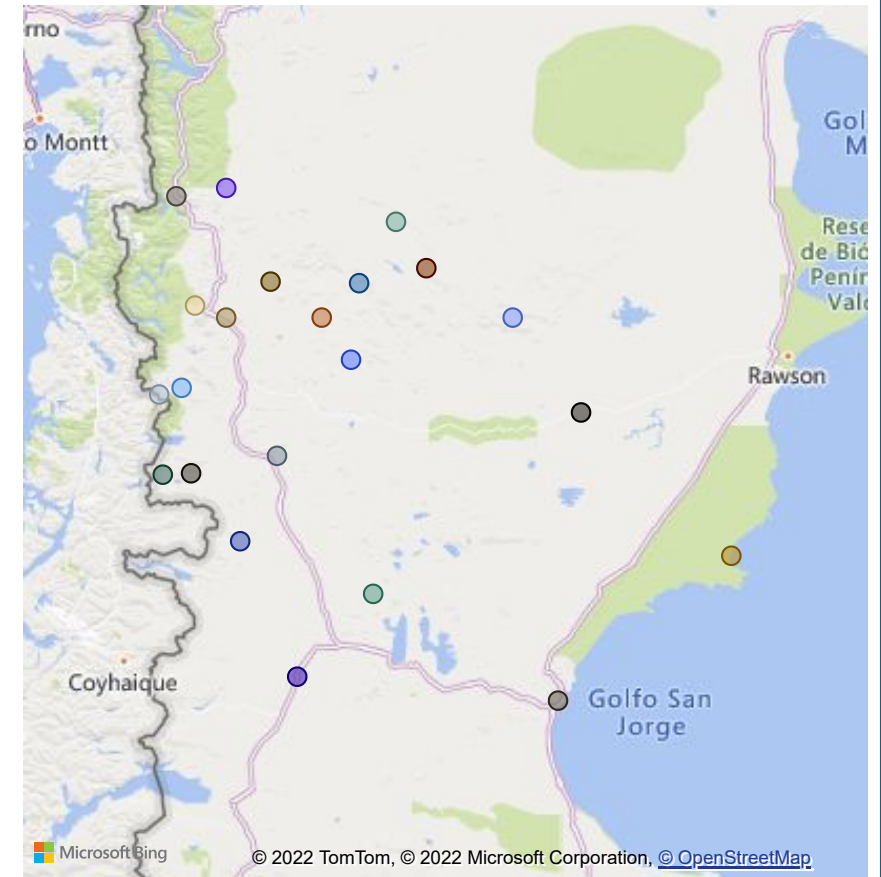 rno
o Montt
Gol
M
Rese
de Bió
Penín
Valo
Rawson
Coyhaique
Golfo San
Jorge
Microsoft Bing
© 2022 TomTom, © 2022 Microsoft Corporation, © OpenStreetMap